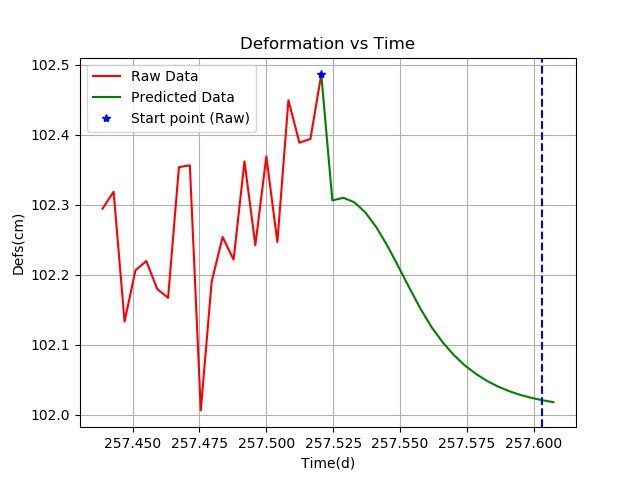 Deformation vs Time
102.5
102.4
102.3
102.2
102.1
102.0
Defs(cm)
Raw Data
Predicted Data
Start point (Raw)
257.450 257.475 257.500 257.525 257.550 257.575 257.600
Time(d)